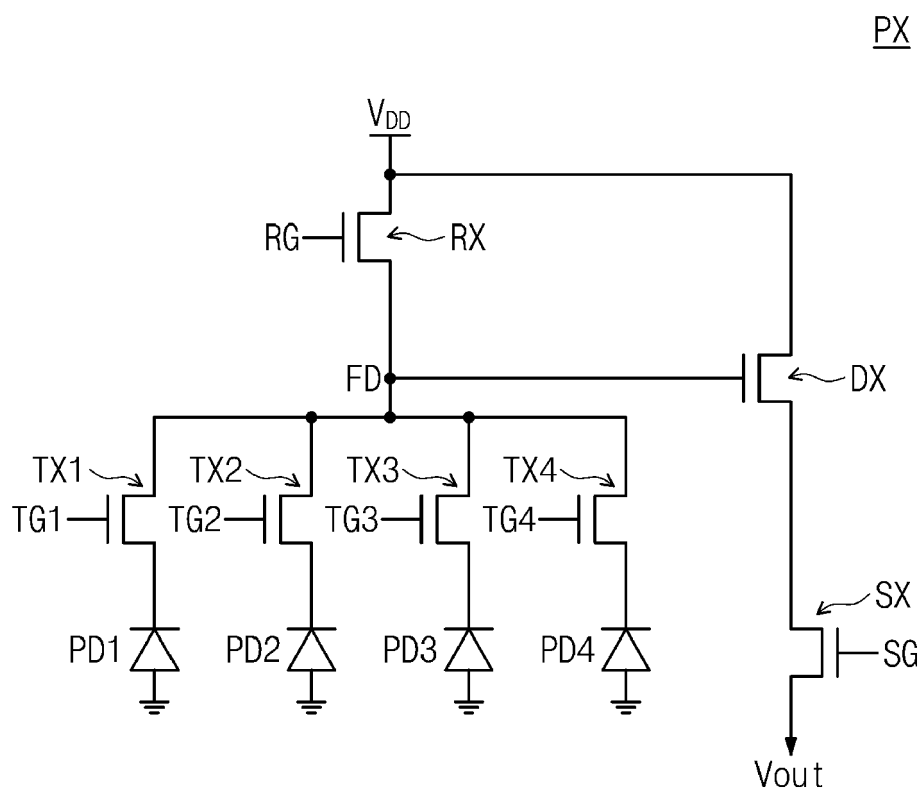 PX
VDD
RG
RX
FD
DX
TX1
TX2
TX3
TX4
TG1
TG2
TG3
TG4
SX
PD1
PD2
PD3
PD4
SG
Vout